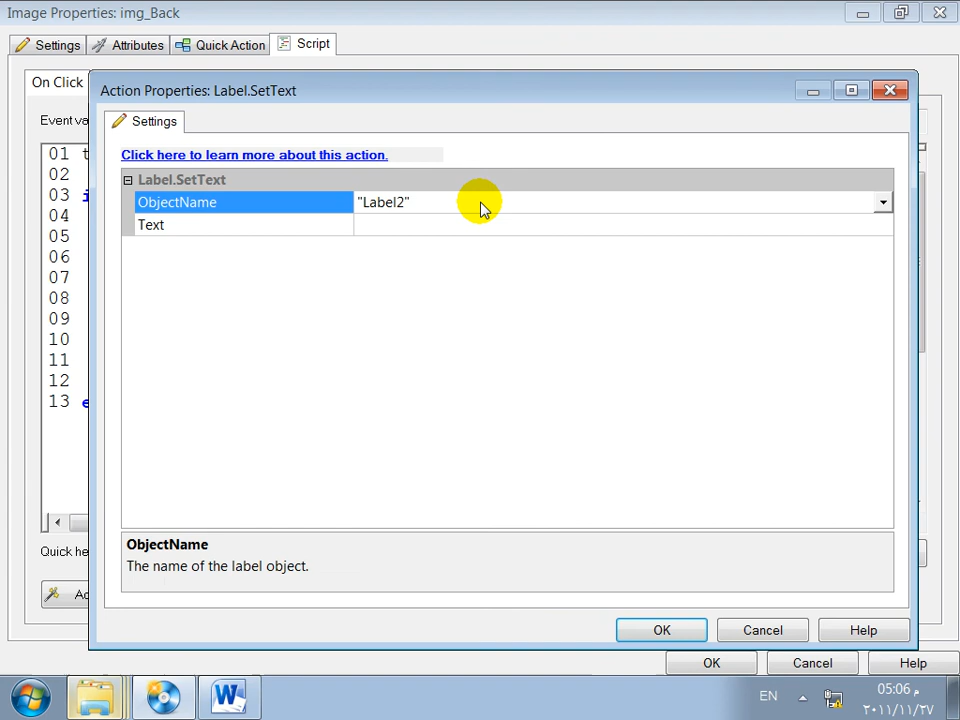 Image Properties: img_Back
Settings
Attributes
Quick Action
Script
On Click
Action Properties: Label.SetText
Settings
Event va
Click here to learn more about this action.
Label.SetText
ObjectName
"Label2"
Text
01 t
02
03 i
04
05
06
07
08
09
10
11
12
13 e
ObjectName
The name of the label object.
Quick he
Ac
OK
Cancel
Help
OK
Cancel
Help
EN
05:06 م
٢٠١١/١١/٢٧